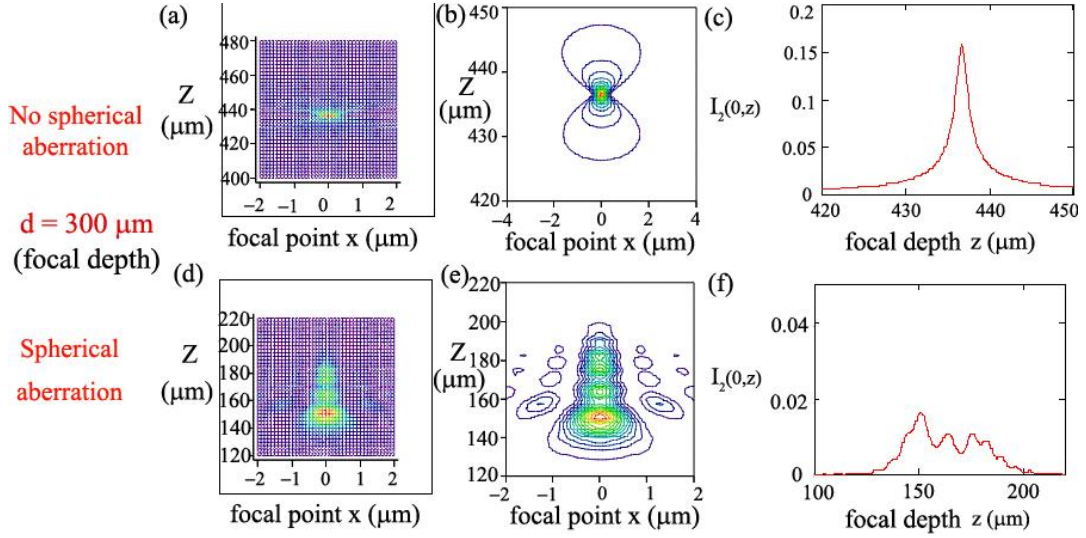 No spherical
aberration
d = 300 μm
(focal depth)
Spherical
aberration
(a)
480
460
Z
440
(μm)
420
400
−2 −1 0 1 2
focal point x (μm)
(b)
450
Z
440
(μm)
430
420
−4 −2 0 2 4
focal point x (μm)
(c)
0.2
0.15
I₂(0,z)
0.1
0.05
0
420 430 440 450
focal depth z (μm)
(d)
220
200
Z
180
(μm)
160
140
120
−2 −1 0 1 2
focal point x (μm)
(e)
220
200
Z
180
(μm)
160
140
120
−2 −1 0 1 2
focal point x (μm)
(f)
0.04
I₂(0,z)
0.02
0
100 150 200
focal depth z (μm)